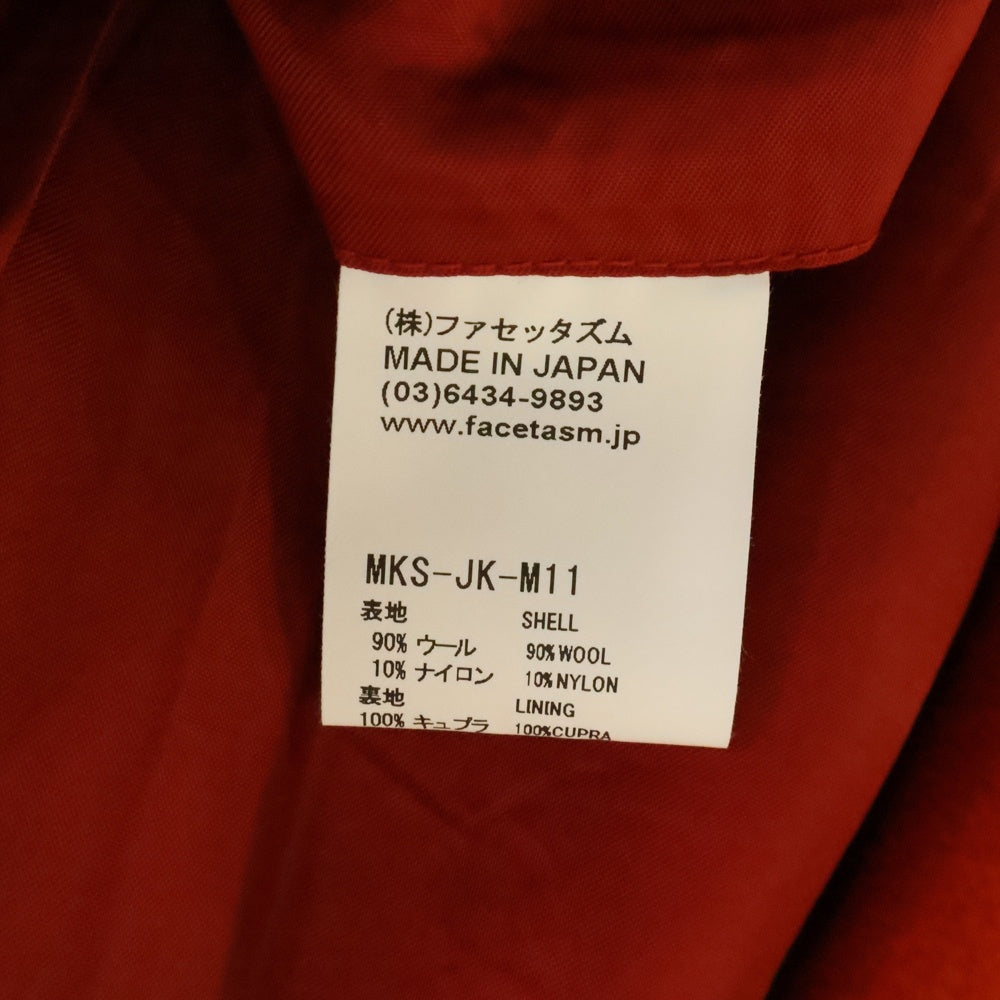 (株)ファセッタズム
MADE IN JAPAN
(03)6434-9893
www.facetasm.jp
MKS-JK-M11
表地 SHELL
90% ウール 90%WOOL
10% ナイロン 10%NYLON
裏地 LINING
100% キュプラ 100%CUPRA